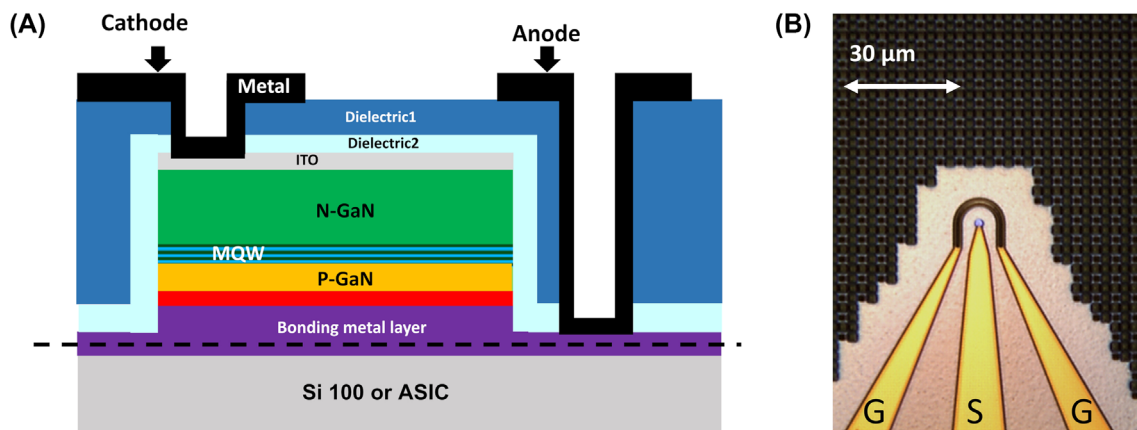 (A)
Cathode
Anode
Metal
Dielectric1
Dielectric2
ITO
N-GaN
MQW
P-GaN
Bonding metal layer
Si 100 or ASIC
(B)
30 μm
G S G